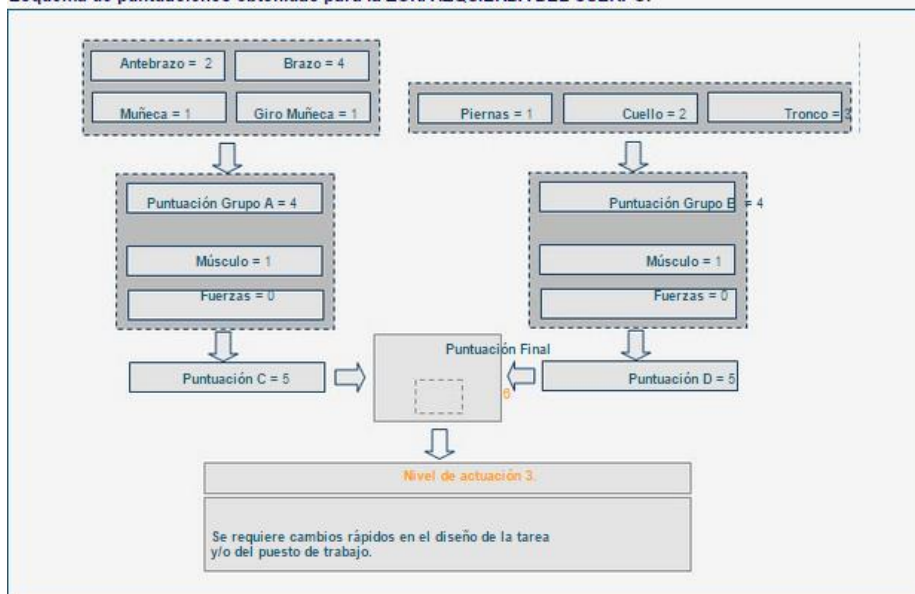 Antebrazo = 2
Brazo = 4
Muñeca = 1
Giro Muñeca = 1
Piernas = 1
Cuello = 2
Tronco = 3
Puntuación Grupo A = 4
Músculo = 1
Fuerzas = 0
Puntuación Grupo B = 4
Músculo = 1
Fuerzas = 0
Puntuación C = 5
Puntuación Final
6
Puntuación D = 5
Nivel de actuación 3.
Se requiere cambios rápidos en el diseño de la tarea
y/o del puesto de trabajo.